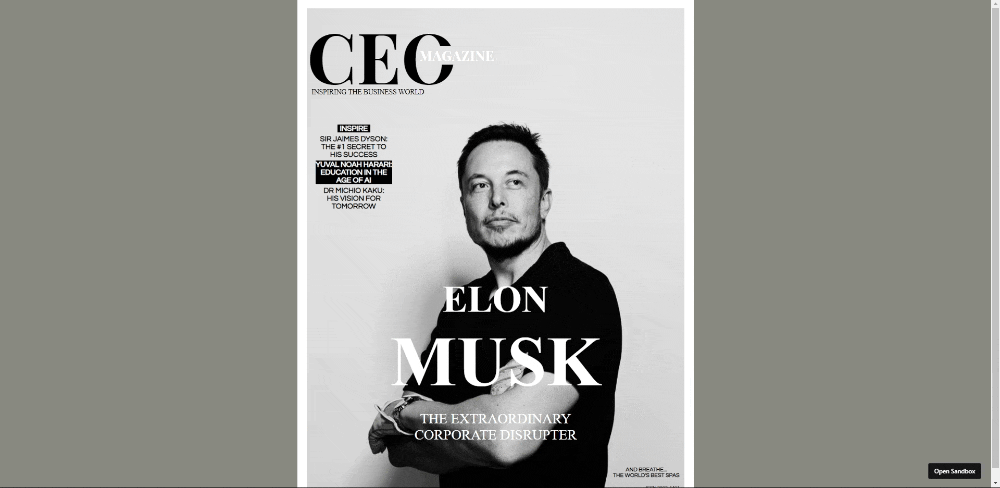 CEO
MAGAZINE
INSPIRING THE BUSINESS WORLD
INSPIRE
SIR JAIMES DYSON:
THE #1 SECRET TO
HIS SUCCESS
YUVAL NOAH HARARI:
EDUCATION IN THE
AGE OF AI
DR MICHIO KAKU:
HIS VISION FOR
TOMORROW
ELON
MUSK
THE EXTRAORDINARY
CORPORATE DISRUPTER
AND BREATHE...
THE WORLD'S BEST SPAS
Open Sandbox